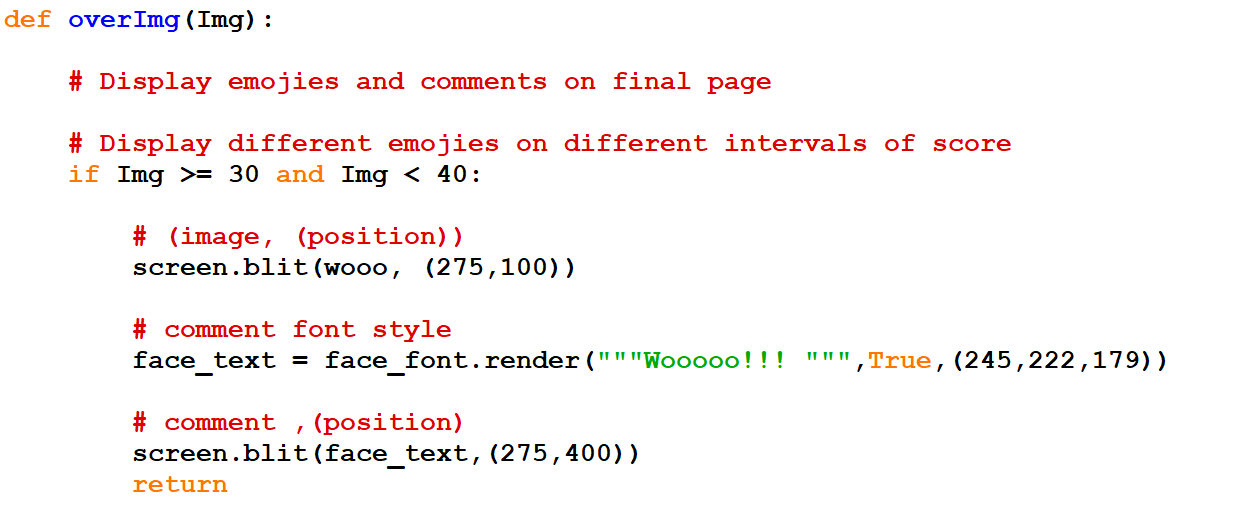 def overImg(Img):
# Display emojies and comments on final page
# Display different emojies on different intervals of score
if Img >= 30 and Img < 40:
# (image, (position))
screen.blit(wooo, (275,100))
# comment font style
face_text = face_font.render("""Wooooo!!! """,True,(245,222,179))
# comment ,(position)
screen.blit(face_text,(275,400))
return